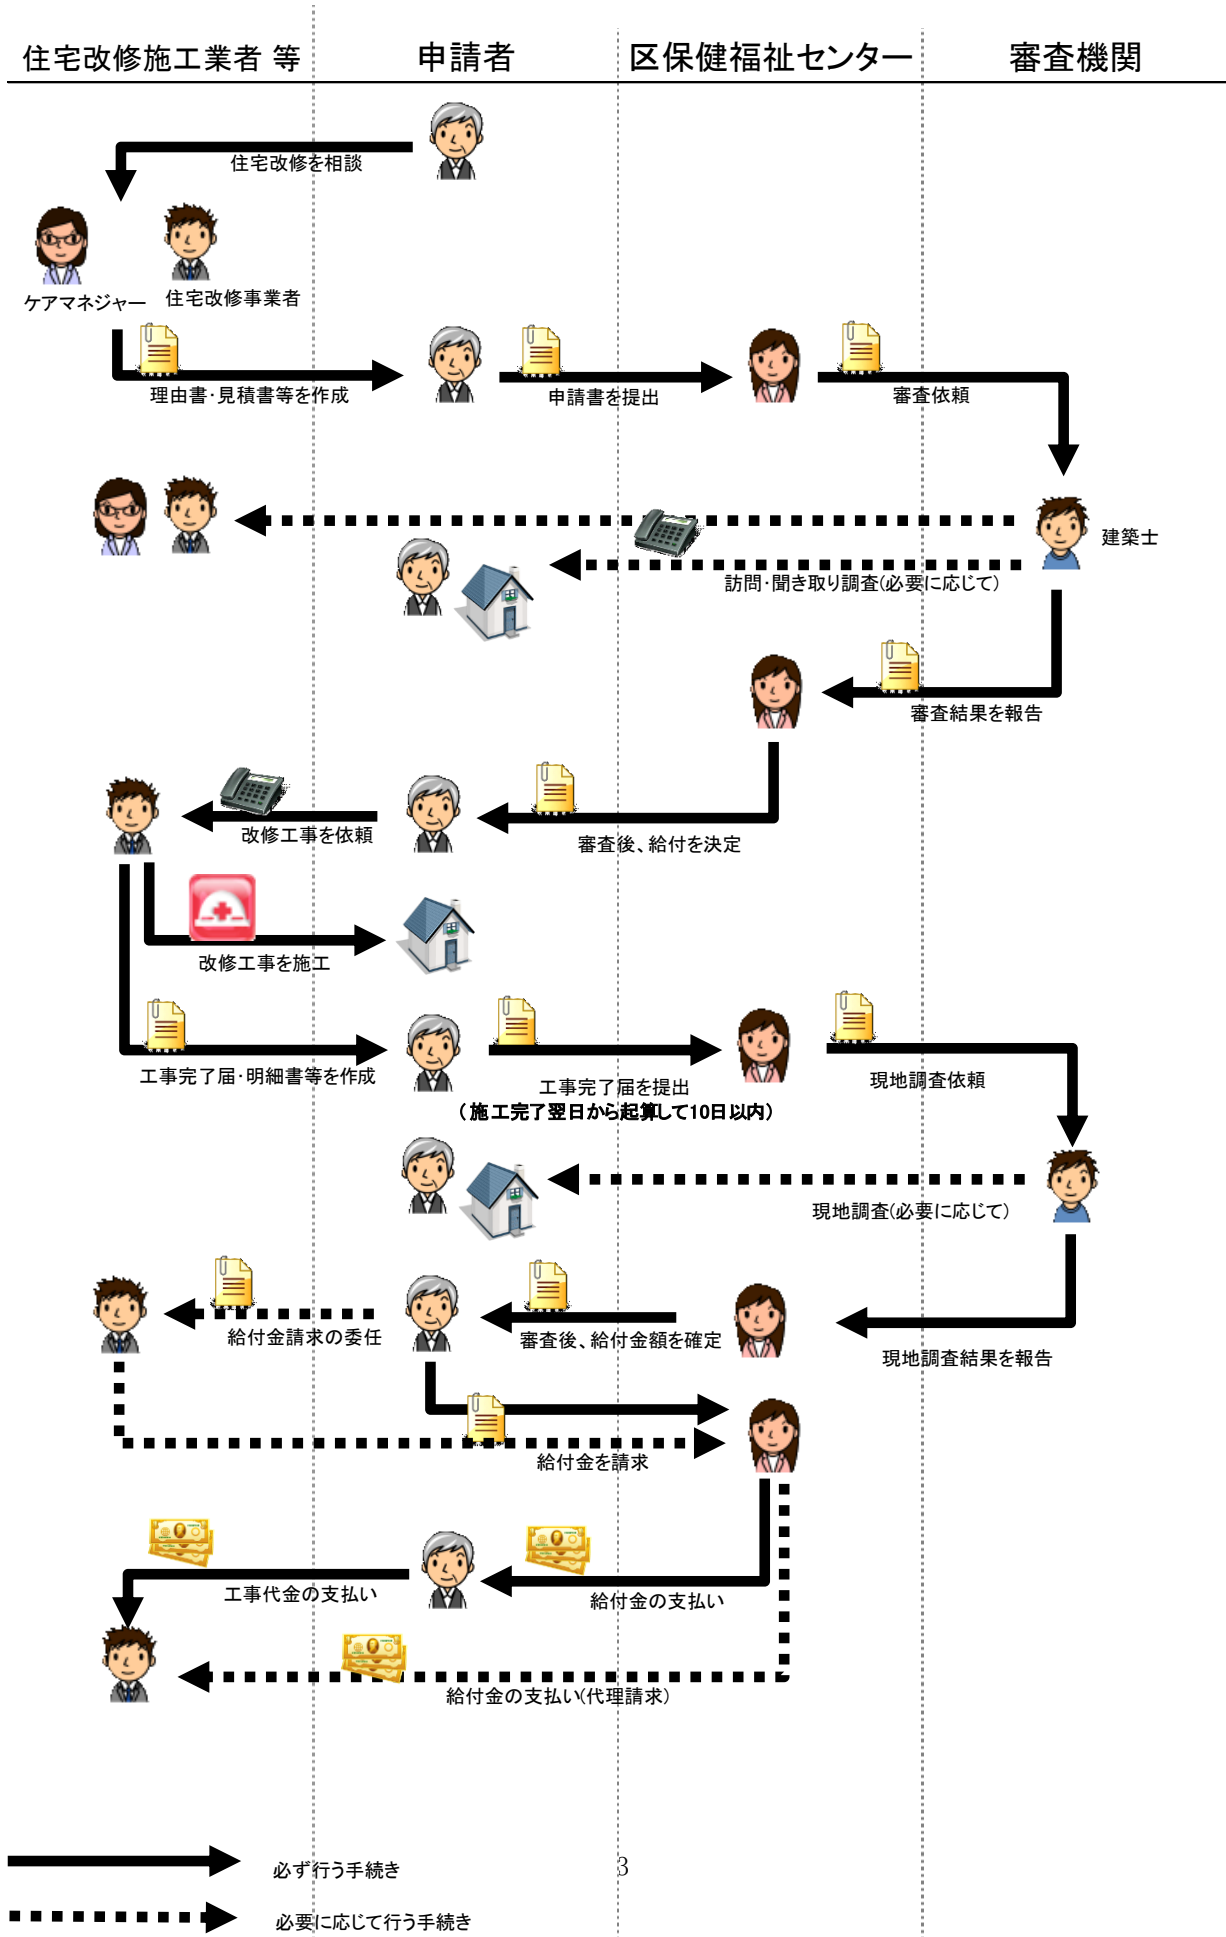 住宅改修施工業者 等
申請者
区保健福祉センター
審査機関
住宅改修を相談
ケアマネジャー
住宅改修事業者
理由書・見積書等を作成
申請書を提出
審査依頼
建築士
訪問・聞き取り調査(必要に応じて)
審査結果を報告
改修工事を依頼
審査後、給付を決定
改修工事を施工
工事完了届・明細書等を作成
工事完了届を提出
（施工完了翌日から起算して10日以内）
現地調査依頼
現地調査(必要に応じて)
給付金請求の委任
審査後、給付金額を確定
現地調査結果を報告
給付金を請求
工事代金の支払い
給付金の支払い
給付金の支払い(代理請求)
必ず行う手続き
3
必要に応じて行う手続き